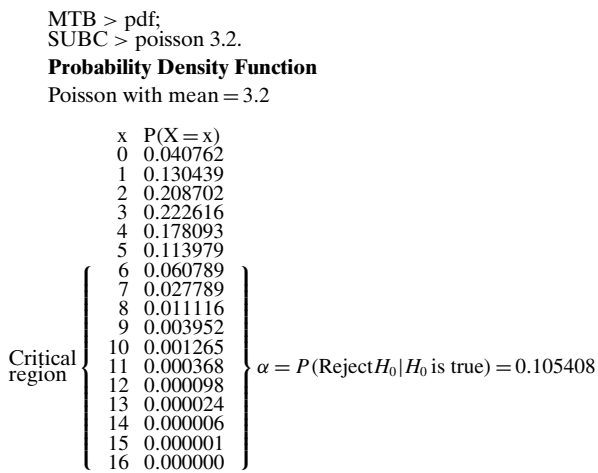 MTB > pdf;
SUBC > poisson 3.2.
Probability Density Function
Poisson with mean = 3.2
x P(X = x)
0 0.040762
1 0.130439
2 0.208702
3 0.222616
4 0.178093
5 0.113979
6 0.060789
7 0.027789
8 0.011116
9 0.003952
10 0.001265
11 0.000368
12 0.000098
13 0.000024
14 0.000006
15 0.000001
16 0.000000
Critical
region
α = P(Reject H₀|H₀ is true) = 0.105408